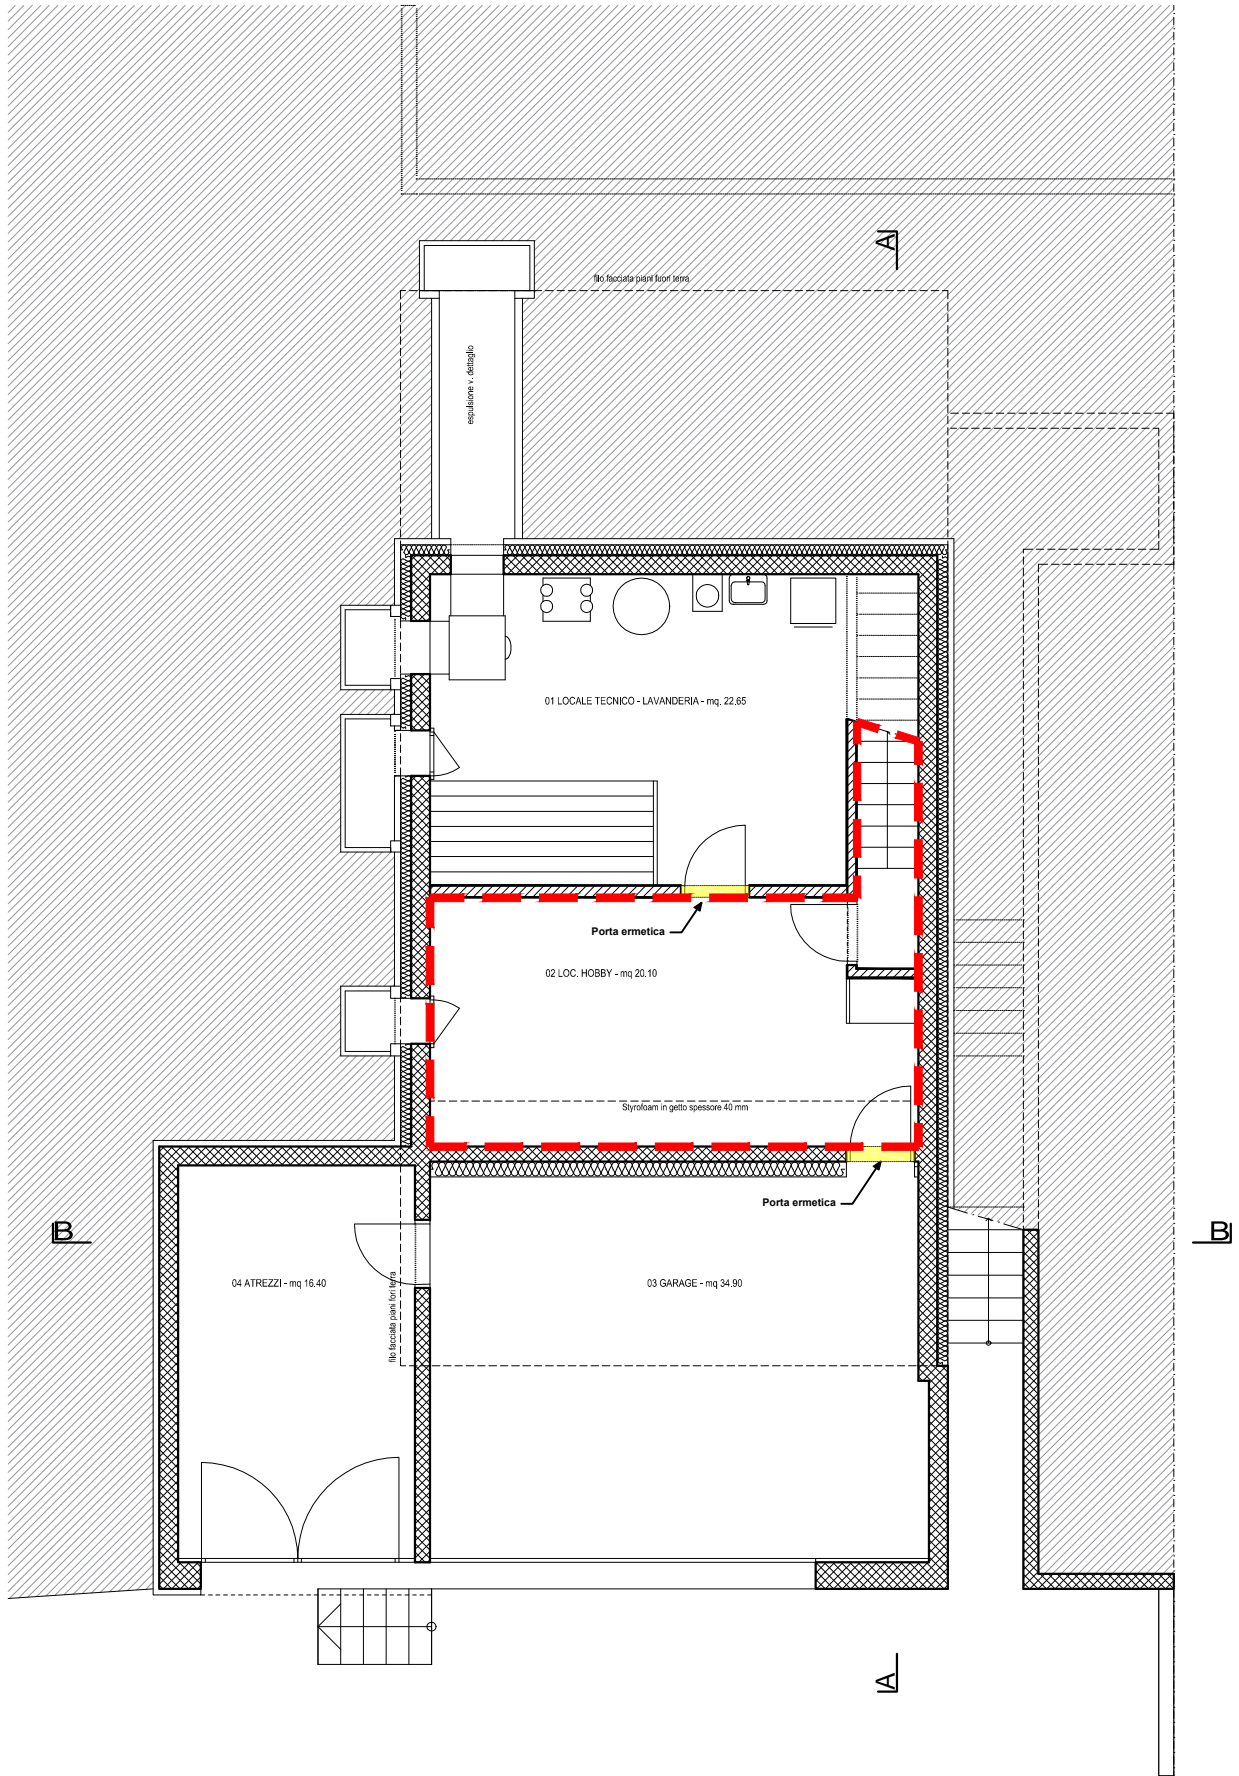 A
filo facciata piani fuori terra
espulsione v. dettaglio
01 LOCALE TECNICO - LAVANDERIA - mq. 22.65
Porta ermetica
02 LOC. HOBBY - mq 20.10
Styrofoam in getto spessore 40 mm
Porta ermetica
B
B
04 ATREZZI - mq 16.40
03 GARAGE - mq 34.90
filo facciata piani fori terra
A